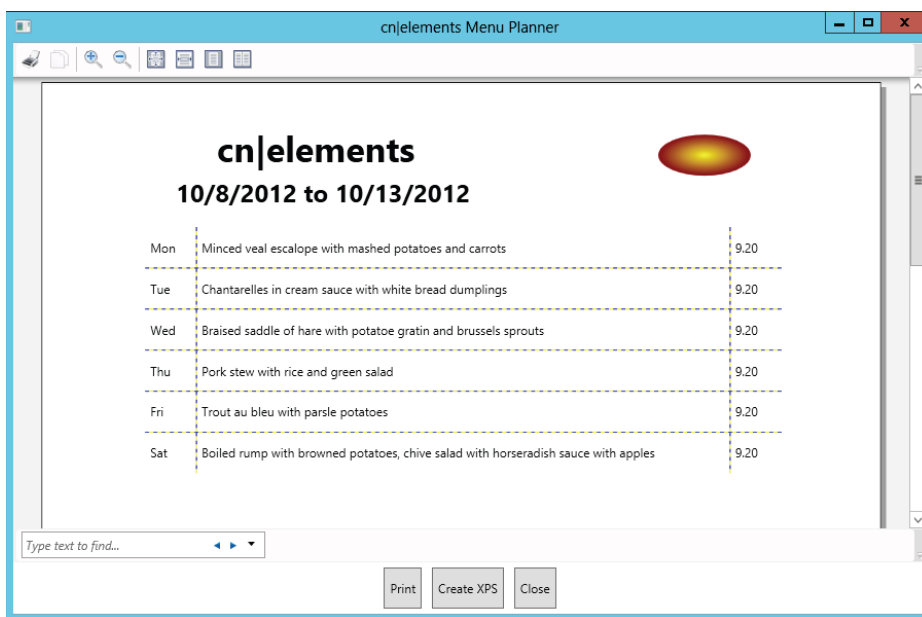 cn|elements Menu Planner
cn|elements
10/8/2012 to 10/13/2012
Mon Minced veal escalope with mashed potatoes and carrots 9.20
Tue Chantarelles in cream sauce with white bread dumplings 9.20
Wed Braised saddle of hare with potatoe gratin and brussels sprouts 9.20
Thu Pork stew with rice and green salad 9.20
Fri Trout au bleu with parsle potatoes 9.20
Sat Boiled rump with browned potatoes, chive salad with horseradish sauce with apples 9.20
Type text to find...
Print Create XPS Close